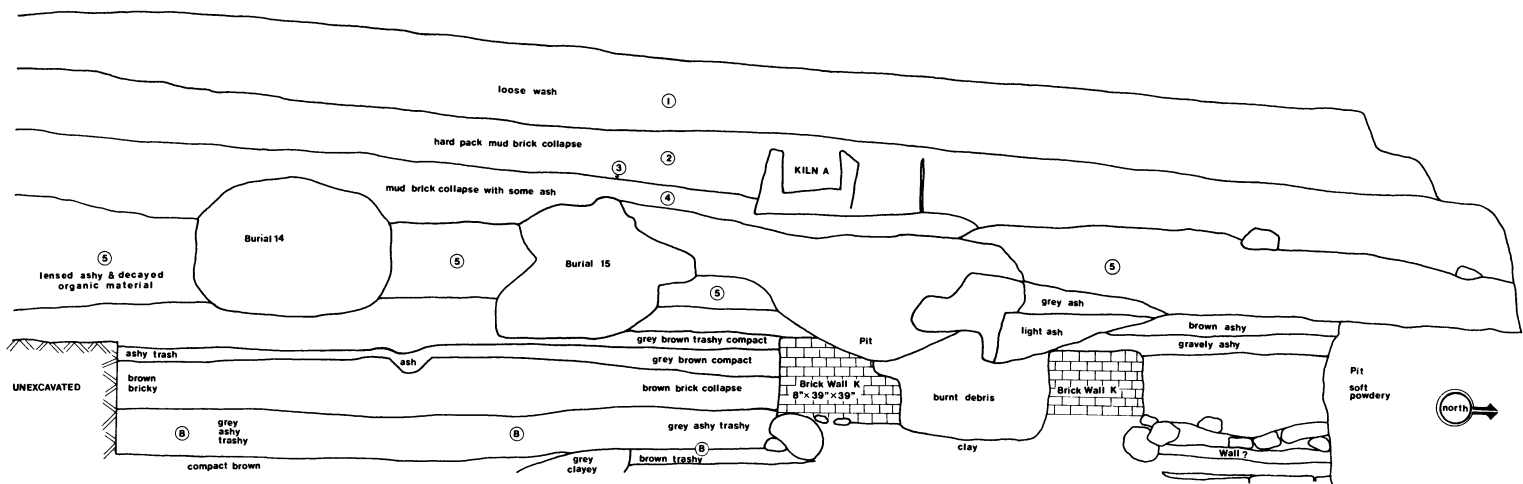 loose wash
1
hard pack mud brick collapse
2
3
KILN A
mud brick collapse with some ash
4
Burial 14
5
lensed ashy & decayed
organic material
5
Burial 15
5
5
grey ash
light ash
brown ashy
gravely ashy
grey brown trashy compact
Pit
ashy trash
ash
grey brown compact
UNEXCAVATED
brown
bricky
brown brick collapse
Brick Wall K
8"× 39"× 39"
burnt debris
Brick Wall K
Pit
soft
powdery
north
8
grey
ashy
trashy
8
grey ashy trashy
8
clay
compact brown
grey
clayey
brown trashy
Wall ?